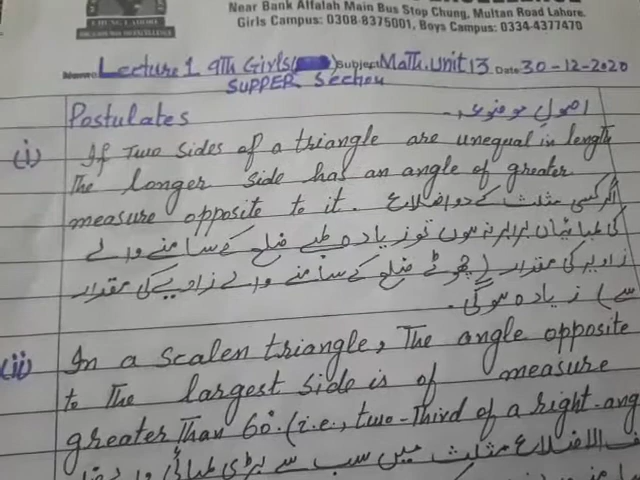 Near Bank Alfalah Main Bus Stop Chung, Multan Road Lahore.
Girls Campus: 0308-8375001, Boys Campus: 0334-4377470
CHUNG LAHORE
Name Lecture 1 9th Girls Subject Math. Unit 13 Date 30-12-2020
SUPPER Section
Postulates اصول موضوعہ
(i) If Two sides of a triangle are unequal in length
The longer side has an angle of greater
measure opposite to it. اگر کسی مثلث کے دو اضلاع
کی لمبائیاں برابر نہ ہوں تو زیادہ لمبے ضلع کے سامنے والے
زاویہ کی مقدار (چھوٹے ضلع کے سامنے والے زاویے کی مقدار
سے) زیادہ ہوگی۔
(ii) In a scalen triangle, The angle opposite
to The largest side is of measure
greater Than 60°. (i.e., two-Third of a right-ang
ف الاضلاع مثلث میں سب سے بڑی لمبائی